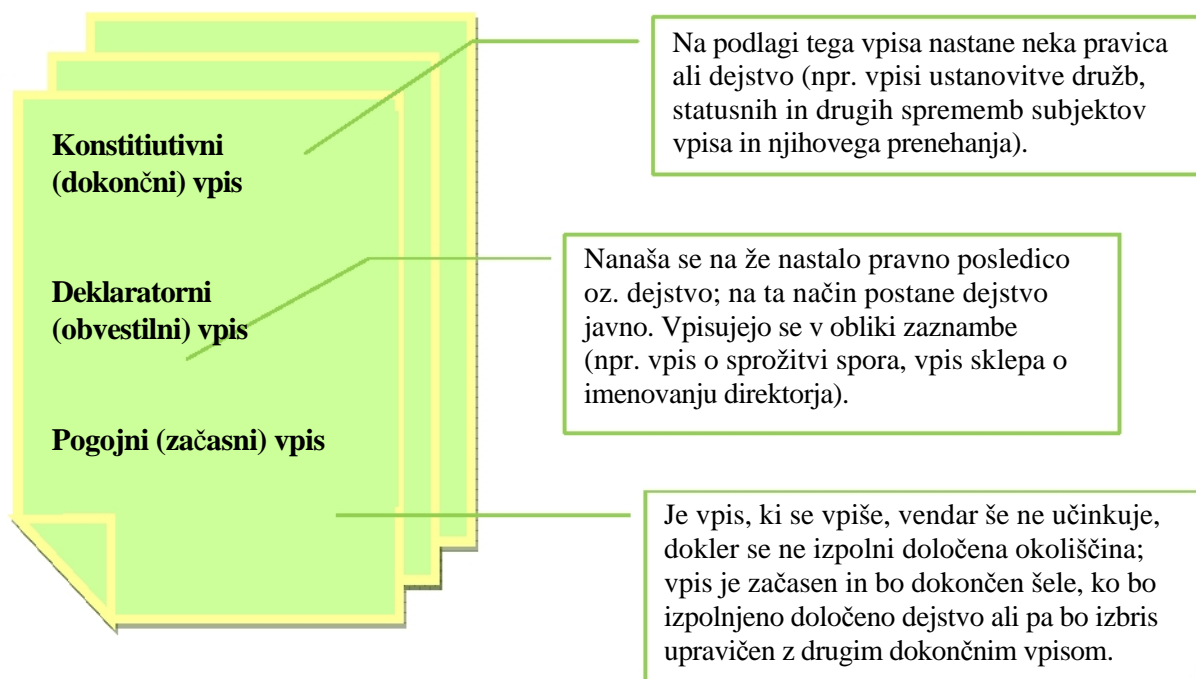 Konstitiutivni
(dokončni) vpis
Na podlagi tega vpisa nastane neka pravica
ali dejstvo (npr. vpisi ustanovitve družb,
statusnih in drugih sprememb subjektov
vpisa in njihovega prenehanja).
Deklaratorni
(obvestilni) vpis
Nanaša se na že nastalo pravno posledico
oz. dejstvo; na ta način postane dejstvo
javno. Vpisujejo se v obliki zaznambe
(npr. vpis o sprožitvi spora, vpis sklepa o
imenovanju direktorja).
Pogojni (začasni) vpis
Je vpis, ki se vpiše, vendar še ne učinkuje,
dokler se ne izpolni določena okoliščina;
vpis je začasen in bo dokončen šele, ko bo
izpolnjeno določeno dejstvo ali pa bo izbris
upravičen z drugim dokončnim vpisom.